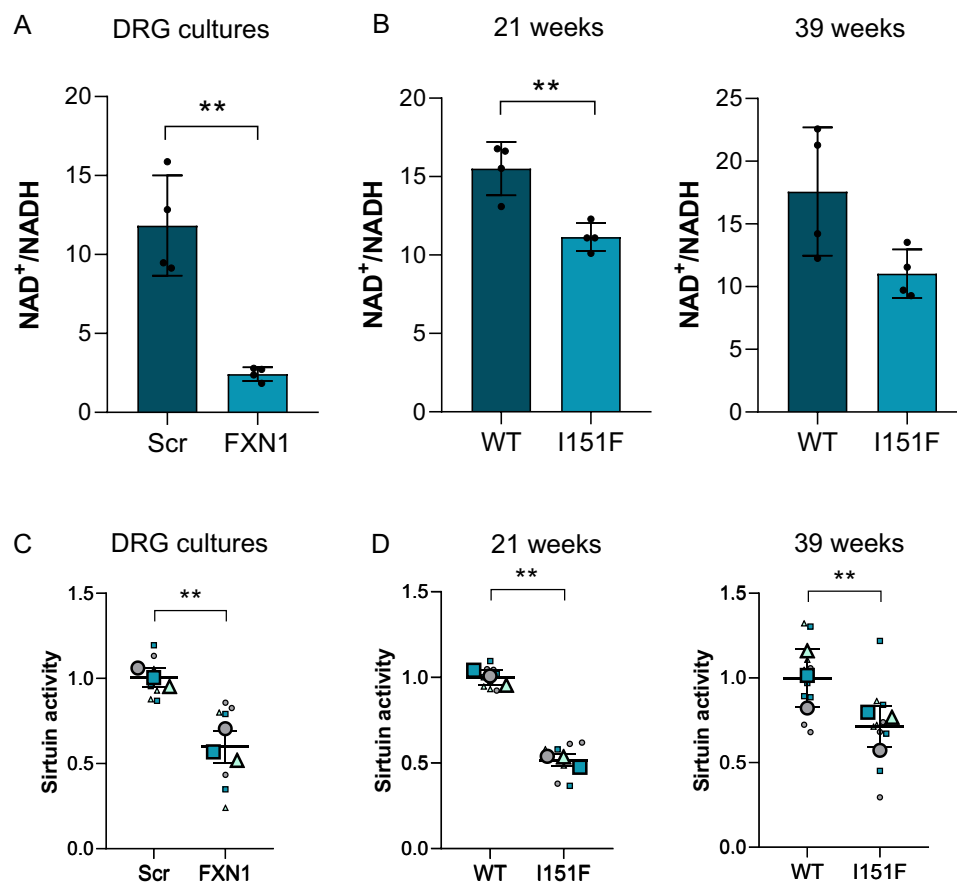 A DRG cultures
NAD⁺/NADH
20
15
10
5
0
**
Scr FXN1
B 21 weeks
NAD⁺/NADH
20
15
10
5
0
**
WT I151F
39 weeks
NAD⁺/NADH
25
20
15
10
5
0
WT I151F
C DRG cultures
Sirtuin activity
1.5
1.0
0.5
0.0
**
Scr FXN1
D 21 weeks
Sirtuin activity
1.5
1.0
0.5
0.0
**
WT I151F
39 weeks
Sirtuin activity
1.5
1.0
0.5
0.0
**
WT I151F